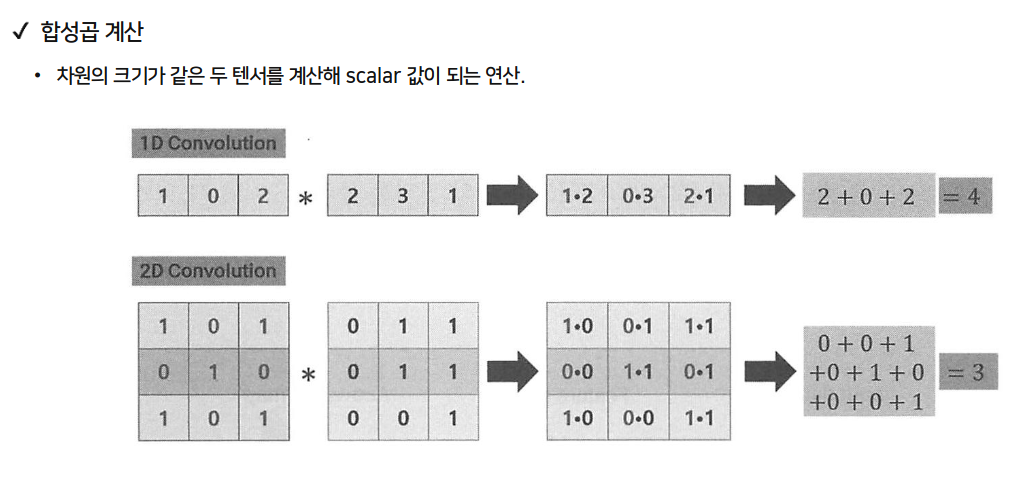 ✓ 합성곱 계산
• 차원의 크기가 같은 두 텐서를 계산해 scalar 값이 되는 연산.
1D Convolution
1 0 2 * 2 3 1 1•2 0•3 2•1 2 + 0 + 2 = 4
2D Convolution
1 0 1 0 1 1 1•0 0•1 1•1 0 + 0 + 1
0 1 0 * 0 1 1 0•0 1•1 0•1 +0 + 1 + 0 = 3
1 0 1 0 0 1 1•0 0•0 1•1 +0 + 0 + 1